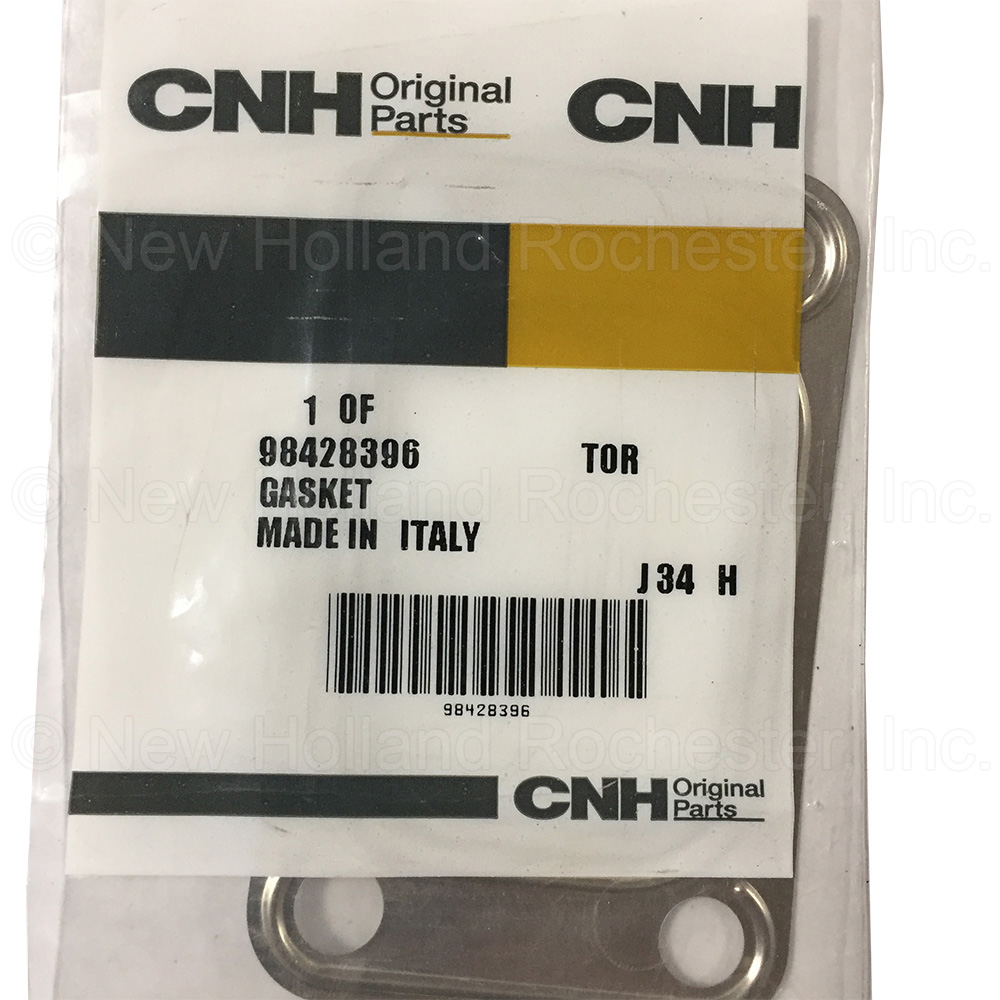 CNH Original Parts CNH
© New Holland Rochester Inc.
1 OF
98428396 TOR
GASKET
© New Holland Rochester Inc.
MADE IN ITALY
J34 H
98428396
© New Holland Rochester Inc.
CNH Original Parts